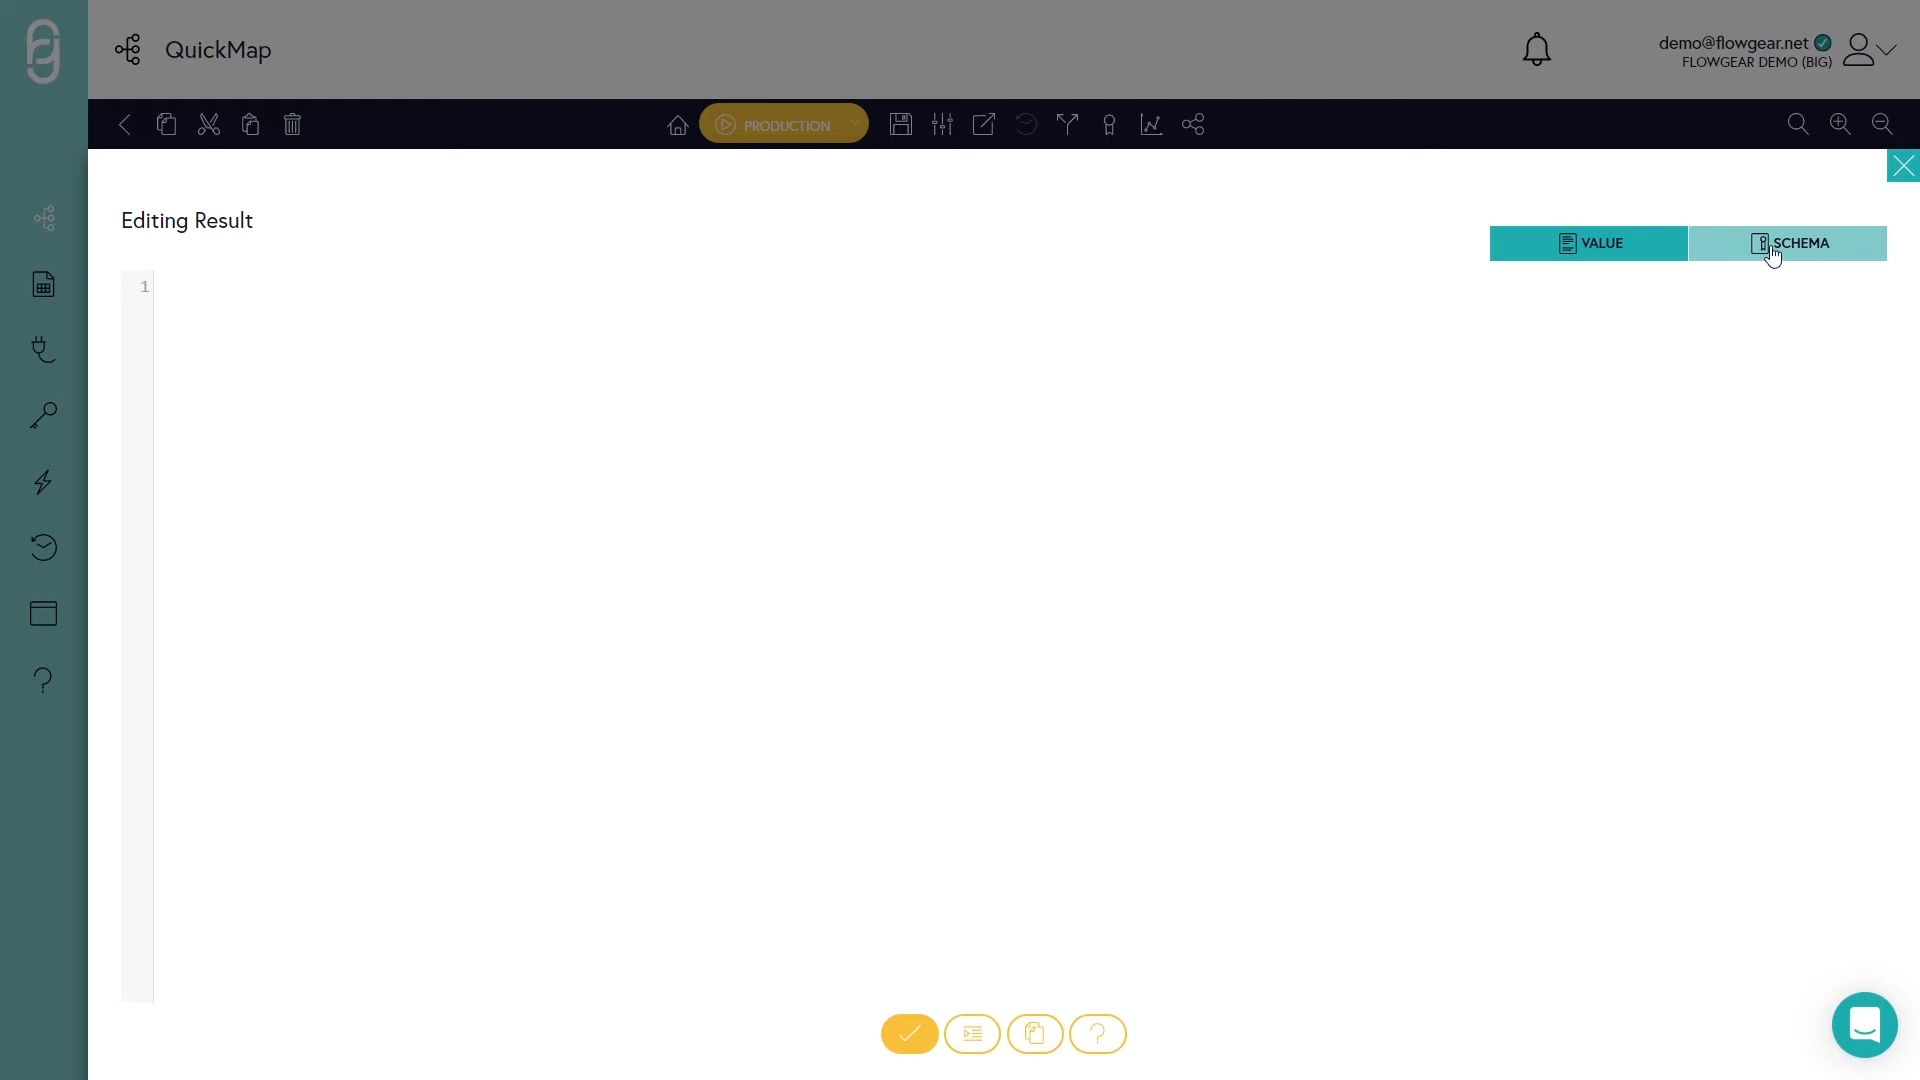 QuickMap
demo@flowgear.net
FLOWGEAR DEMO (BIG)
PRODUCTION
Editing Result
VALUE
SCHEMA
1